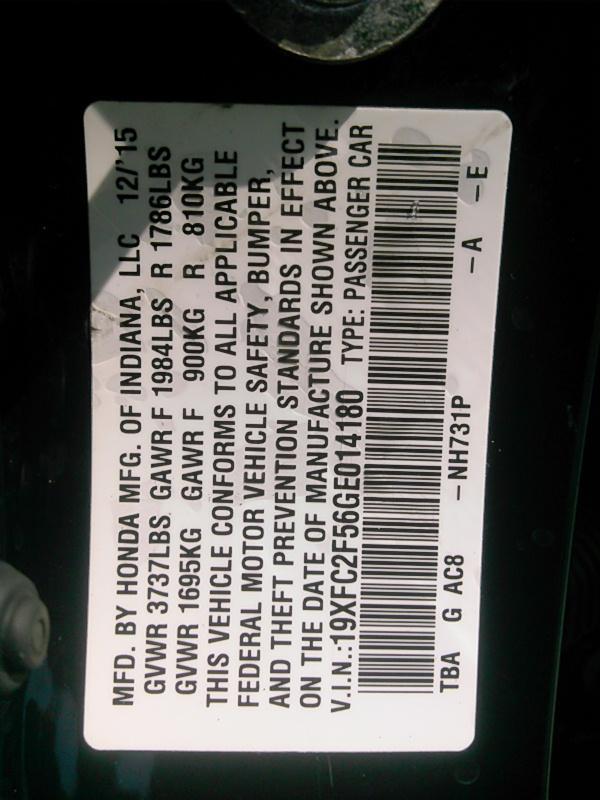 MFD. BY HONDA MFG. OF INDIANA, LLC 12/'15
GVWR 3737LBS GAWR F 1984LBS R 1786LBS
GVWR 1695KG GAWR F 900KG R 810KG
THIS VEHICLE CONFORMS TO ALL APPLICABLE
FEDERAL MOTOR VEHICLE SAFETY, BUMPER,
AND THEFT PREVENTION STANDARDS IN EFFECT
ON THE DATE OF MANUFACTURE SHOWN ABOVE.
V.I.N.:19XFC2F56GE014180 TYPE: PASSENGER CAR
TBA G AC8 -NH731P -A -E